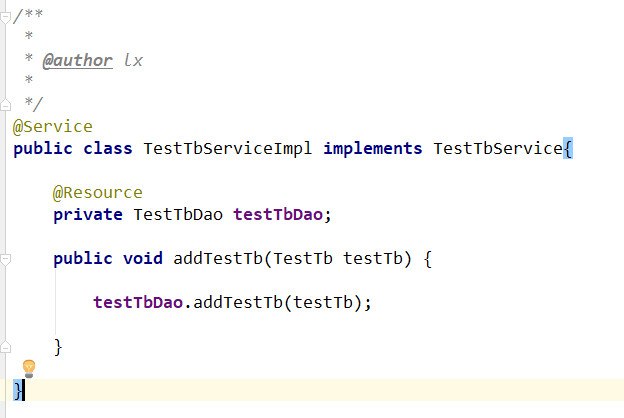 /**
 *
 * @author lx
 *
 */
@Service
public class TestTbServiceImpl implements TestTbService{
    @Resource
    private TestTbDao testTbDao;
    public void addTestTb(TestTb testTb) {
        testTbDao.addTestTb(testTb);
    }
}